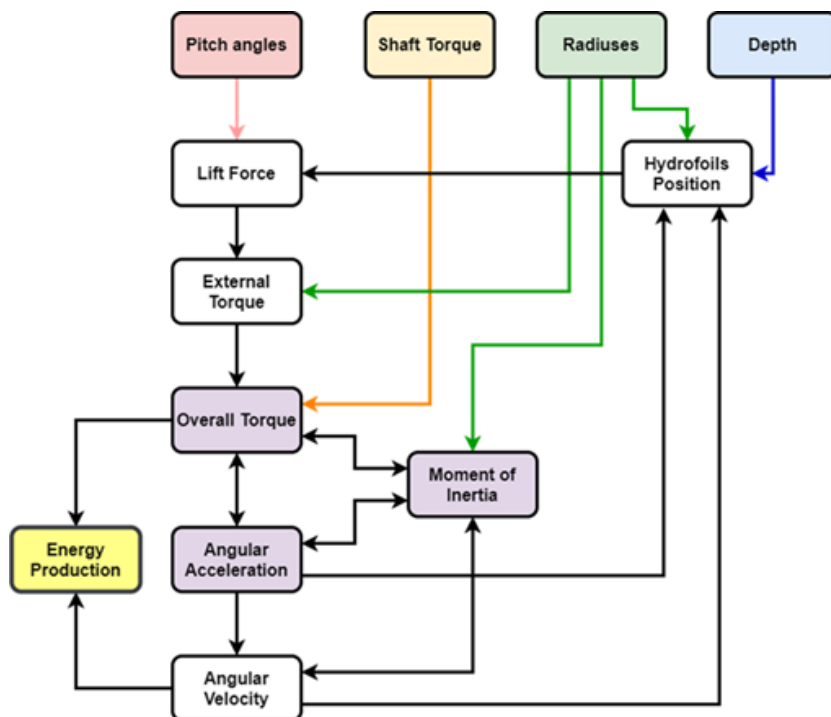 Pitch angles
Shaft Torque
Radiuses
Depth
Lift Force
Hydrofoils
Position
External
Torque
Overall Torque
Moment of
Inertia
Energy
Production
Angular
Acceleration
Angular
Velocity